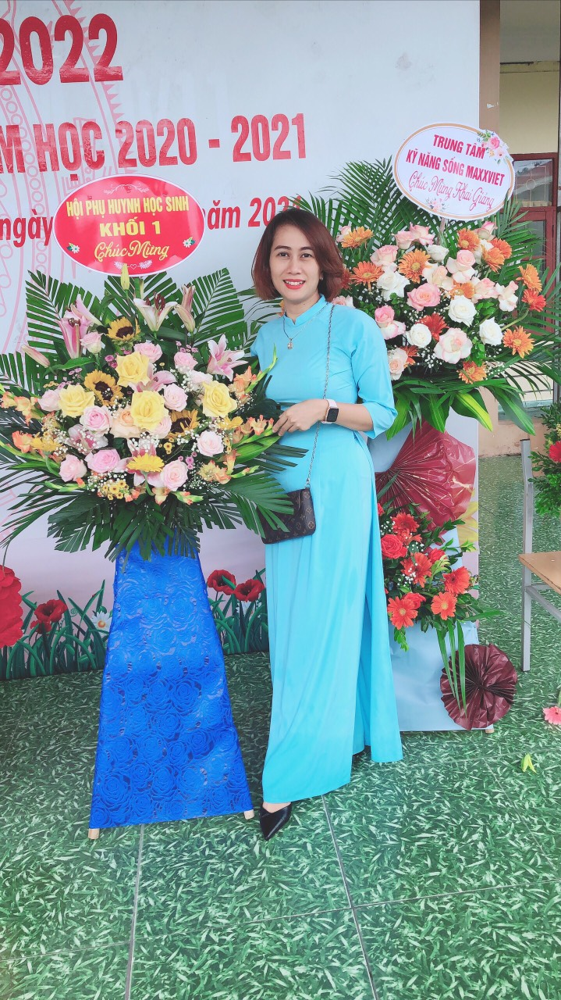 2022
M HỌC 2020 - 2021
ngày
năm 2021
HỘI PHỤ HUYNH HỌC SINH
KHỐI 1
Chúc Mừng
TRUNG TÂM
KỸ NĂNG SỐNG MAXXVIET
Chúc Mừng Khai Giảng